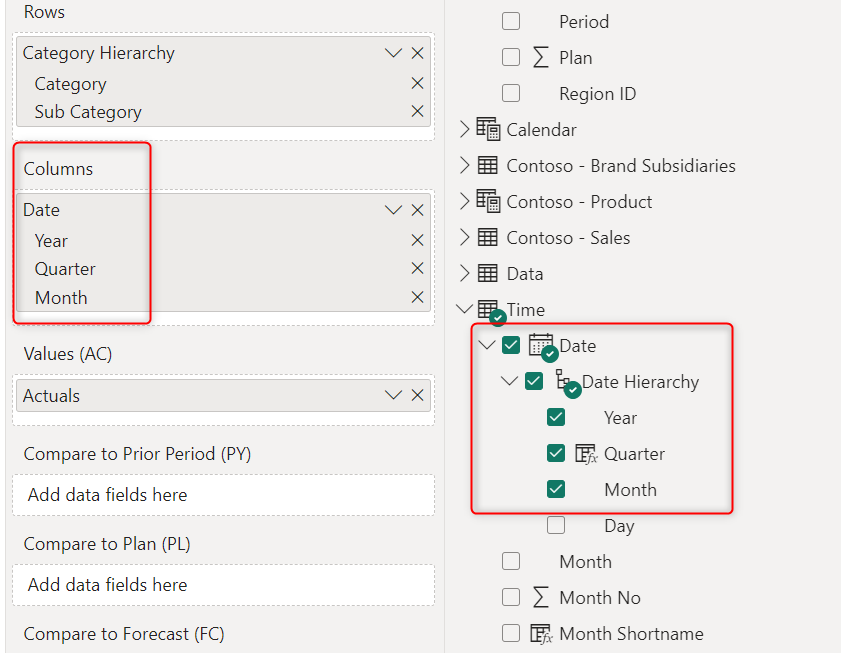 Rows
Category Hierarchy
Category
Sub Category
Columns
Date
Year
Quarter
Month
Values (AC)
Actuals
Compare to Prior Period (PY)
Add data fields here
Compare to Plan (PL)
Add data fields here
Compare to Forecast (FC)
Period
Plan
Region ID
Calendar
Contoso - Brand Subsidiaries
Contoso - Product
Contoso - Sales
Data
Time
Date
Date Hierarchy
Year
Quarter
Month
Day
Month
Month No
Month Shortname